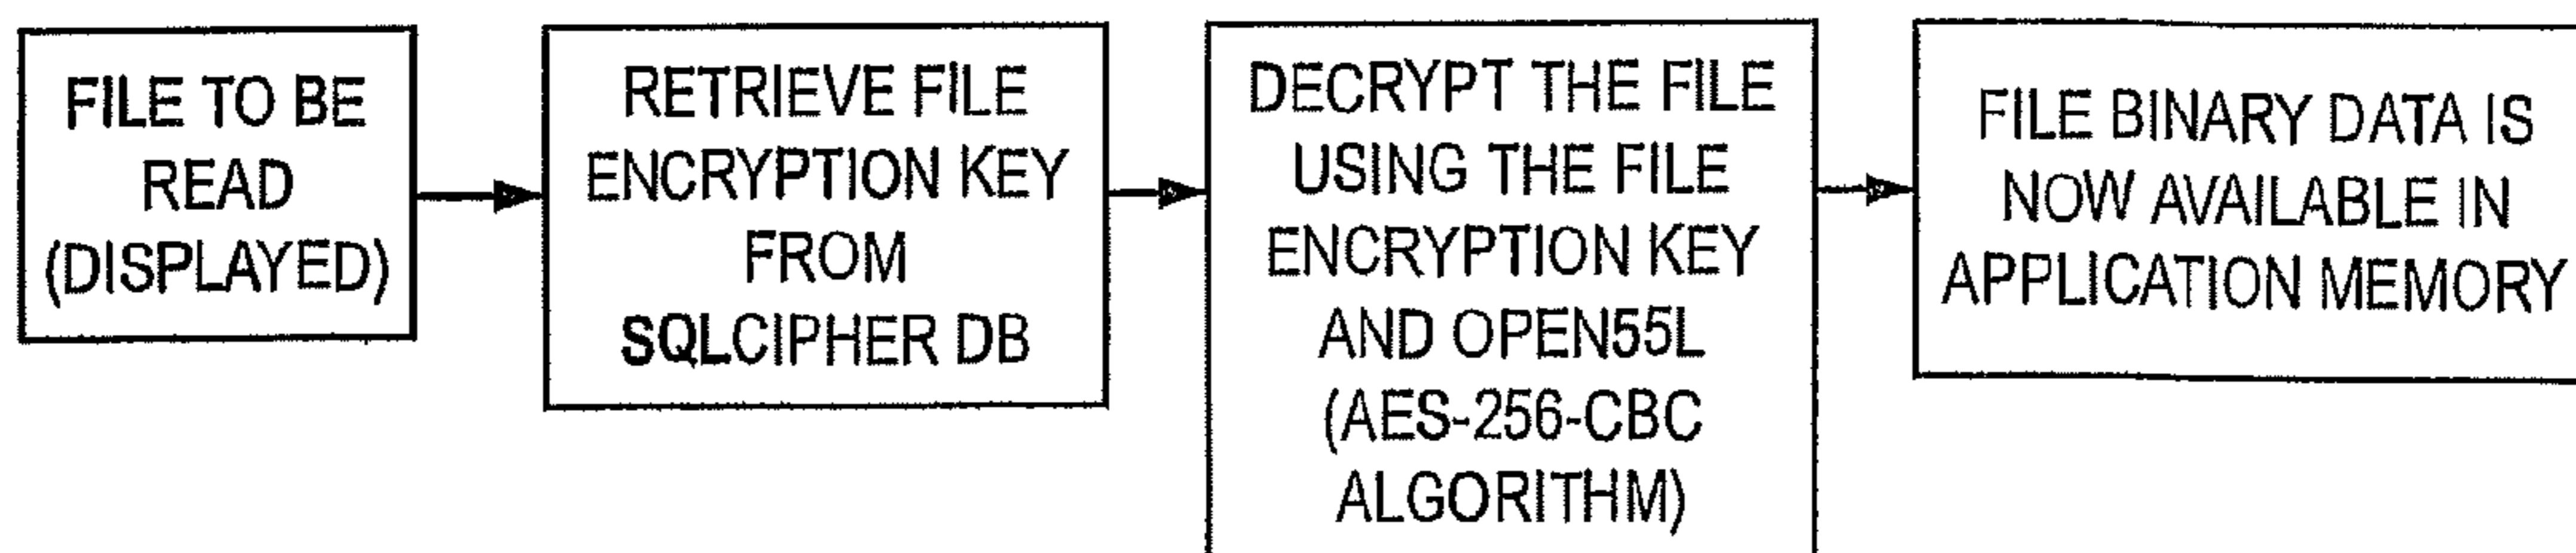 FILE TO BE
READ
(DISPLAYED)
RETRIEVE FILE
ENCRYPTION KEY
FROM
SQLCIPHER DB
DECRYPT THE FILE
USING THE FILE
ENCRYPTION KEY
AND OPEN55L
(AES-256-CBC
ALGORITHM)
FILE BINARY DATA IS
NOW AVAILABLE IN
APPLICATION MEMORY